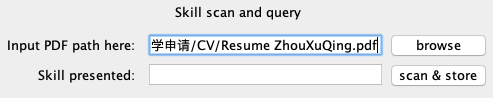 Skill scan and query
Input PDF path here: 学申请/CV/Resume ZhouXuQing.pdf browse
Skill presented: scan & store